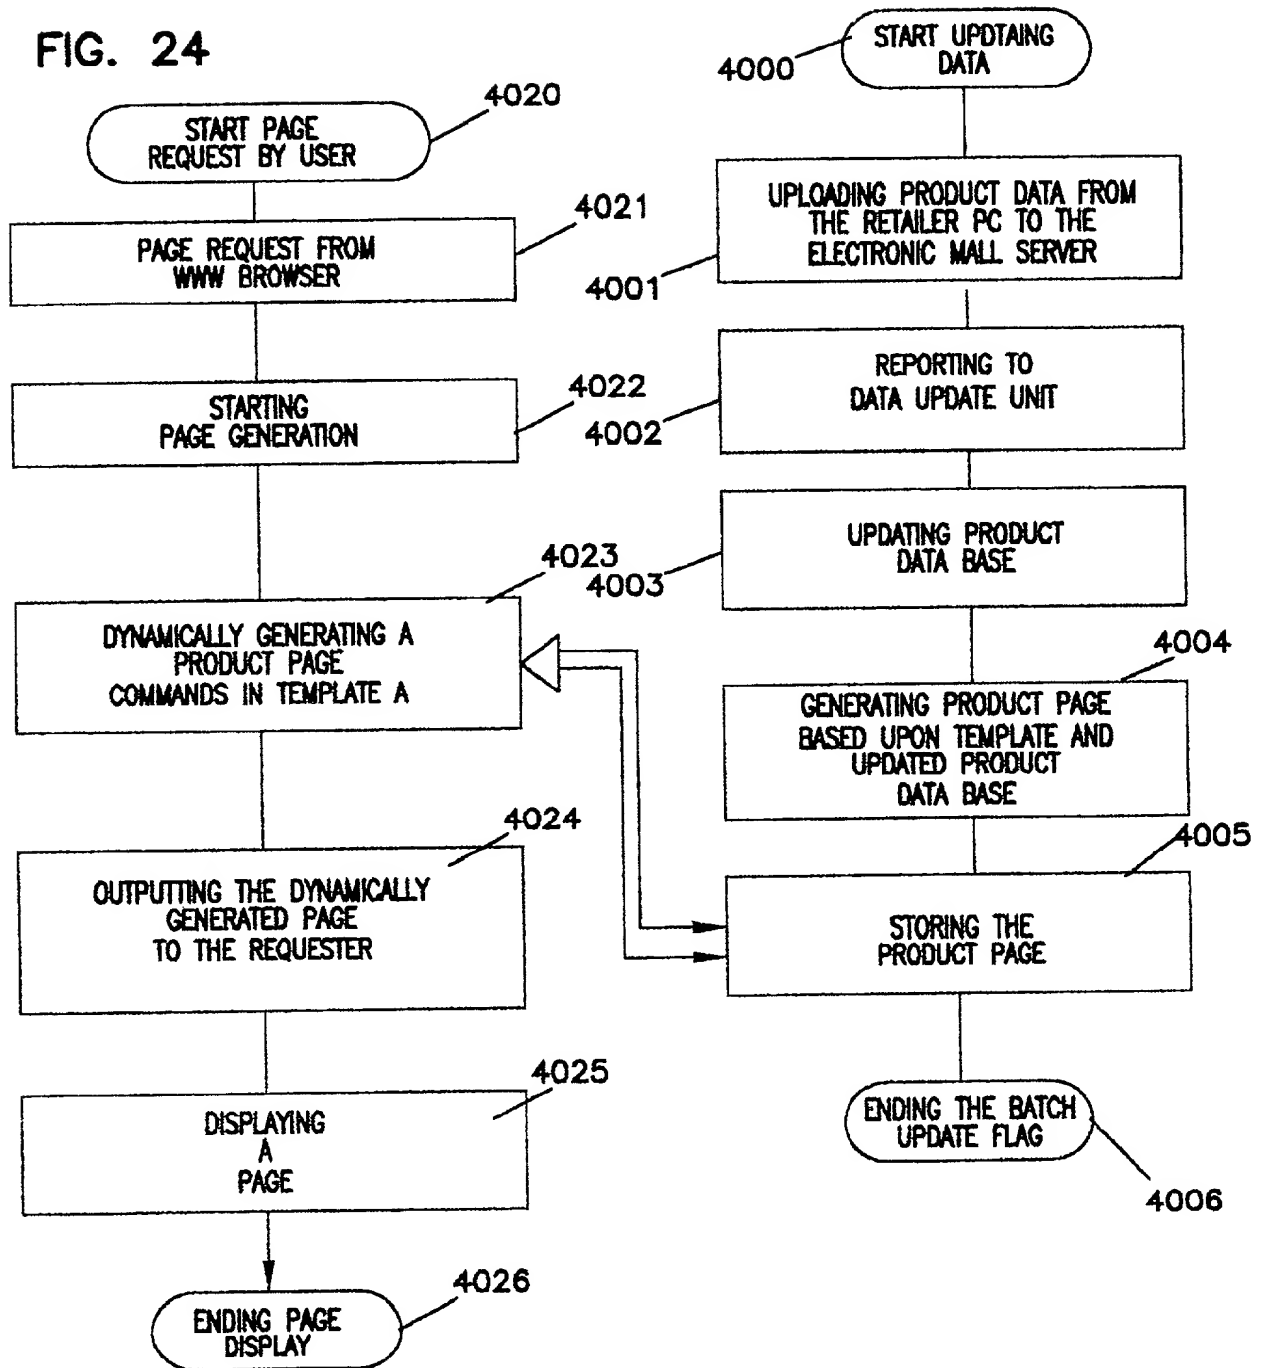 FIG. 24
4020
START PAGE
REQUEST BY USER
4021
PAGE REQUEST FROM
WWW BROWSER
4022
STARTING
PAGE GENERATION
4023
DYNAMICALLY GENERATING A
PRODUCT PAGE
COMMANDS IN TEMPLATE A
4024
OUTPUTTING THE DYNAMICALLY
GENERATED PAGE
TO THE REQUESTER
4025
DISPLAYING
A
PAGE
4026
ENDING PAGE
DISPLAY
4000
START UPDTAING
DATA
UPLOADING PRODUCT DATA FROM
THE RETAILER PC TO THE
ELECTRONIC MALL SERVER
4001
REPORTING TO
DATA UPDATE UNIT
4002
UPDATING PRODUCT
DATA BASE
4003
4004
GENERATING PRODUCT PAGE
BASED UPON TEMPLATE AND
UPDATED PRODUCT
DATA BASE
4005
STORING THE
PRODUCT PAGE
ENDING THE BATCH
UPDATE FLAG
4006